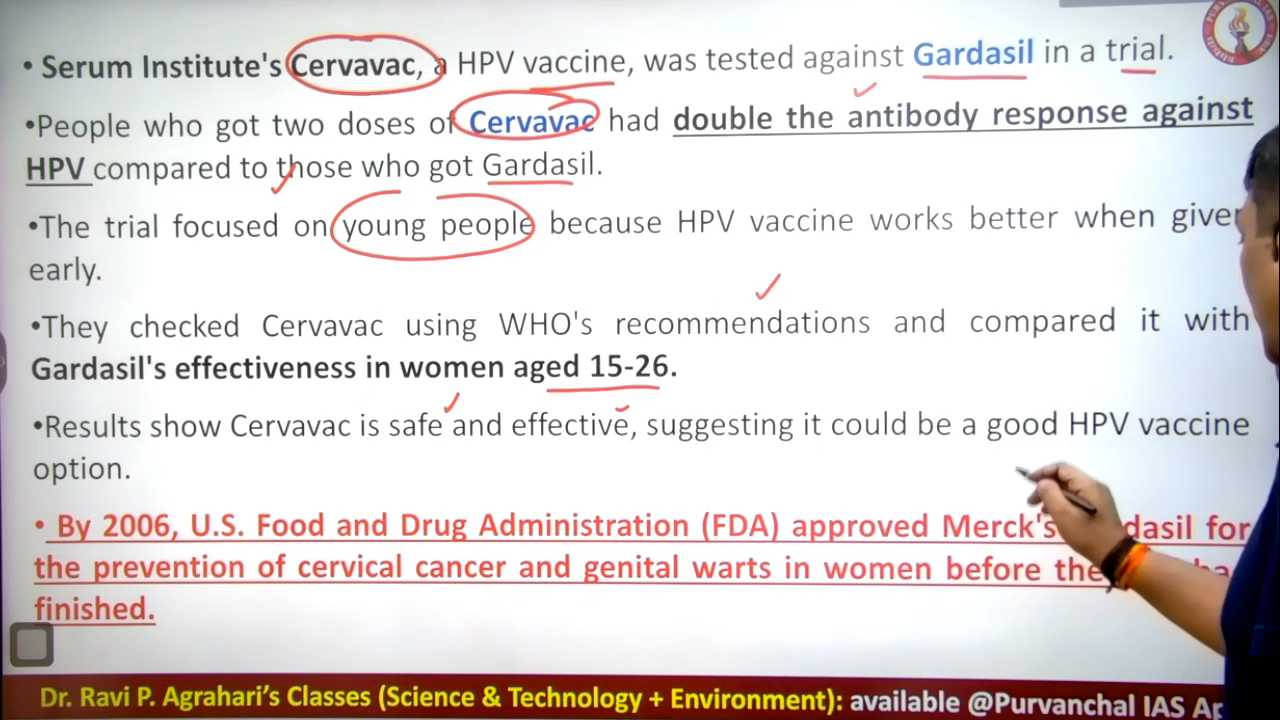 • Serum Institute's Cervavac, a HPV vaccine, was tested against Gardasil in a trial.
•People who got two doses of Cervavac had double the antibody response against
HPV compared to those who got Gardasil.
•The trial focused on young people because HPV vaccine works better when given
early.
•They checked Cervavac using WHO's recommendations and compared it with
Gardasil's effectiveness in women aged 15-26.
•Results show Cervavac is safe and effective, suggesting it could be a good HPV vaccine
option.
• By 2006, U.S. Food and Drug Administration (FDA) approved Merck's dasil for
the prevention of cervical cancer and genital warts in women before
finished.
Dr. Ravi P. Agrahari's Classes (Science & Technology + Environment): available @Purvanchal IAS